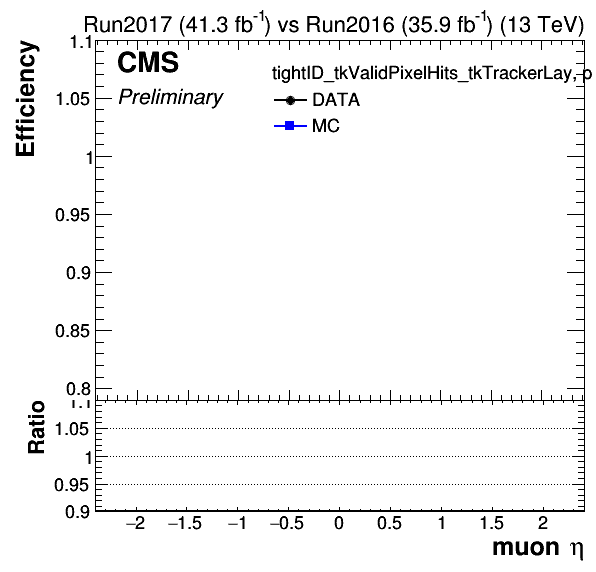 Run2017 (41.3 fb⁻¹) vs Run2016 (35.9 fb⁻¹) (13 TeV)
1.1
CMS
Preliminary
tightID_tkValidPixelHits_tkTrackerLay, p
DATA
MC
Efficiency
1.05
1
0.95
0.9
0.85
0.8
Ratio
1.1
1.05
1
0.95
0.9
−2 −1.5 −1 −0.5 0 0.5 1 1.5 2
muon η